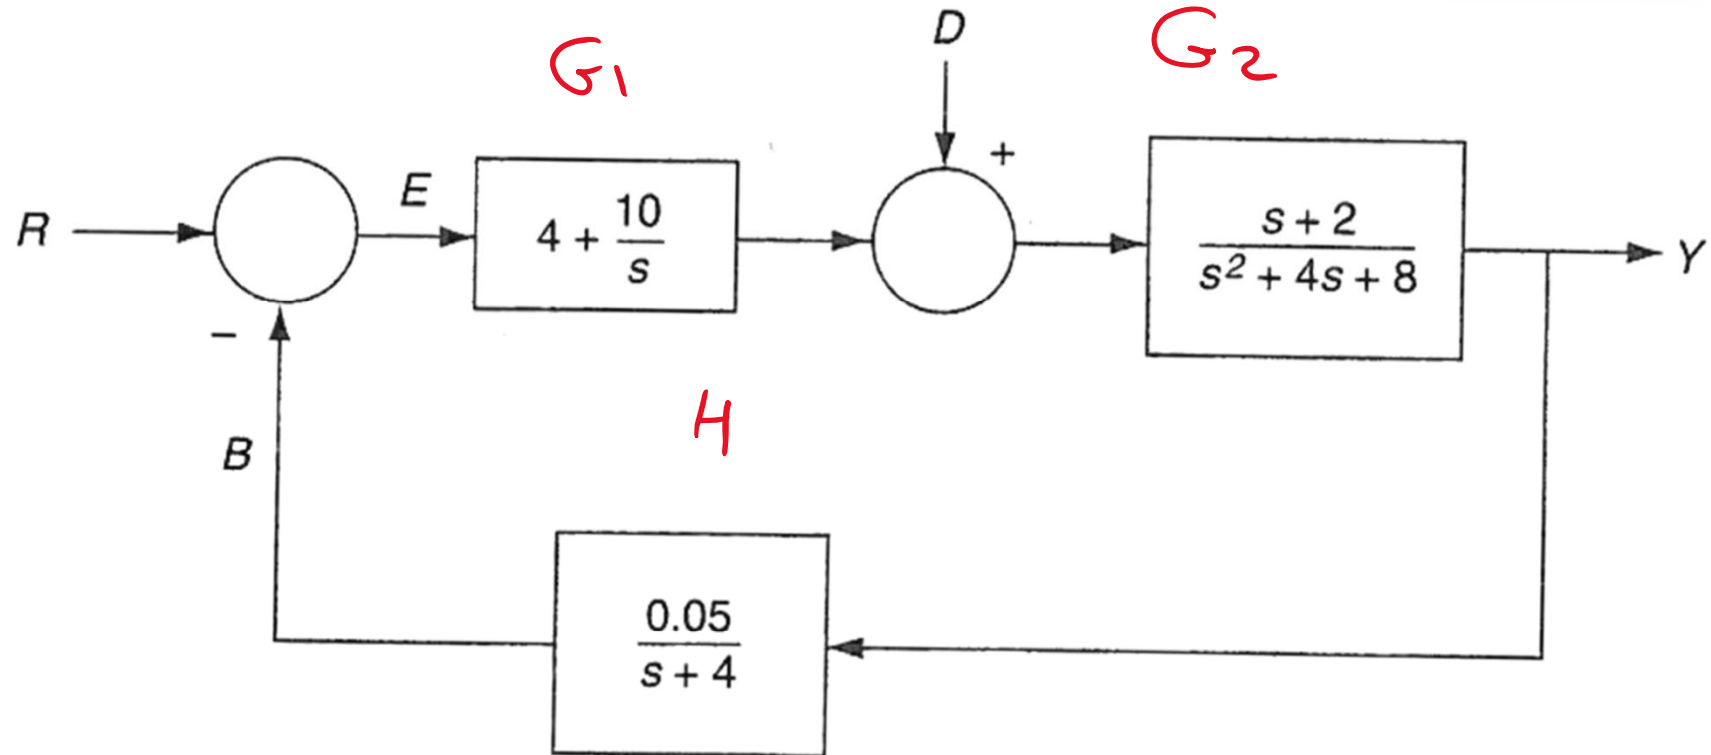 G1
D
G2
+
R
E
4 + 10/s
s + 2
s² + 4s + 8
Y
−
B
H
0.05
s + 4